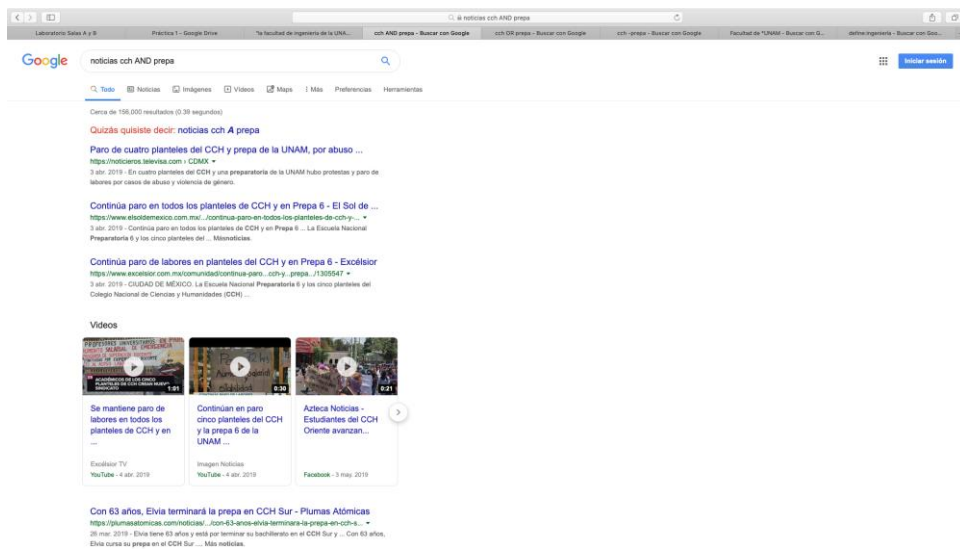 noticias cch AND prepa
Laboratorio Salas A y B
Práctica 1 - Google Drive
"la facultad de ingeniería de la UNA...
cch AND prepa - Buscar con Google
cch OR prepa - Buscar con Google
cch -prepa - Buscar con Google
Facultad de "UNAM - Buscar con G...
define:ingeniería - Buscar con Goo...
Google
noticias cch AND prepa
Iniciar sesión
Todo Noticias Imágenes Vídeos Maps Más Preferencias Herramientas
Cerca de 156,000 resultados (0.39 segundos)
Quizás quisiste decir: noticias cch A prepa
Paro de cuatro planteles del CCH y prepa de la UNAM, por abuso ...
https://noticieros.televisa.com › CDMX
3 abr. 2019 - En cuatro planteles del CCH y una preparatoria de la UNAM hubo protestas y paro de
labores por casos de abuso y violencia de género.
Continúa paro en todos los planteles de CCH y en Prepa 6 - El Sol de ...
https://www.elsoldemexico.com.mx/.../continua-paro-en-todos-los-planteles-de-cch-y-...
3 abr. 2019 - Continúa paro en todos los planteles de CCH y en Prepa 6 ... La Escuela Nacional
Preparatoria 6 y los cinco planteles del ... Másnoticias.
Continúa paro de labores en planteles del CCH y en Prepa 6 - Excélsior
https://www.excelsior.com.mx/comunidad/continua-paro...cch-y...prepa.../1305547
3 abr. 2019 - CIUDAD DE MÉXICO. La Escuela Nacional Preparatoria 6 y los cinco planteles del
Colegio Nacional de Ciencias y Humanidades (CCH) ...
Videos
ACADÉMICOS DE LOS CINCO
PLANTELES DE CCH CREAN NUEVO
SINDICATO
1:01
0:30
0:21
Se mantiene paro de
labores en todos los
planteles de CCH y en
...
Excélsior TV
YouTube - 4 abr. 2019
Continúan en paro
cinco planteles del CCH
y la prepa 6 de la
UNAM ...
Imagen Noticias
YouTube - 4 abr. 2019
Azteca Noticias -
Estudiantes del CCH
Oriente avanzan...
Facebook - 3 may. 2019
Con 63 años, Elvia terminará la prepa en CCH Sur - Plumas Atómicas
https://plumasatomicas.com/noticias/.../con-63-anos-elvia-terminara-la-prepa-en-cch-s...
26 mar. 2019 - Elvia tiene 63 años y está por terminar su bachillerato en el CCH Sur y ... Con 63 años,
Elvia cursa su prepa en el CCH Sur .... Más noticias.